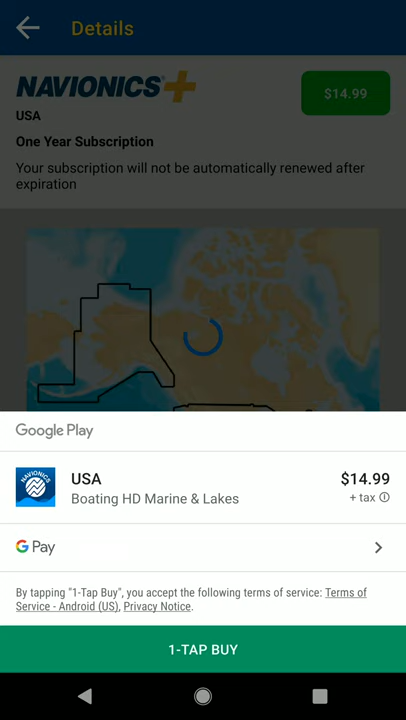 Details
NAVIONICS+
$14.99
USA
One Year Subscription
Your subscription will not be automatically renewed after
expiration
Google Play
NAVIONICS
USA
$14.99
Boating HD Marine & Lakes
+ tax
G Pay
By tapping "1-Tap Buy", you accept the following terms of service: Terms of
Service - Android (US), Privacy Notice.
1-TAP BUY